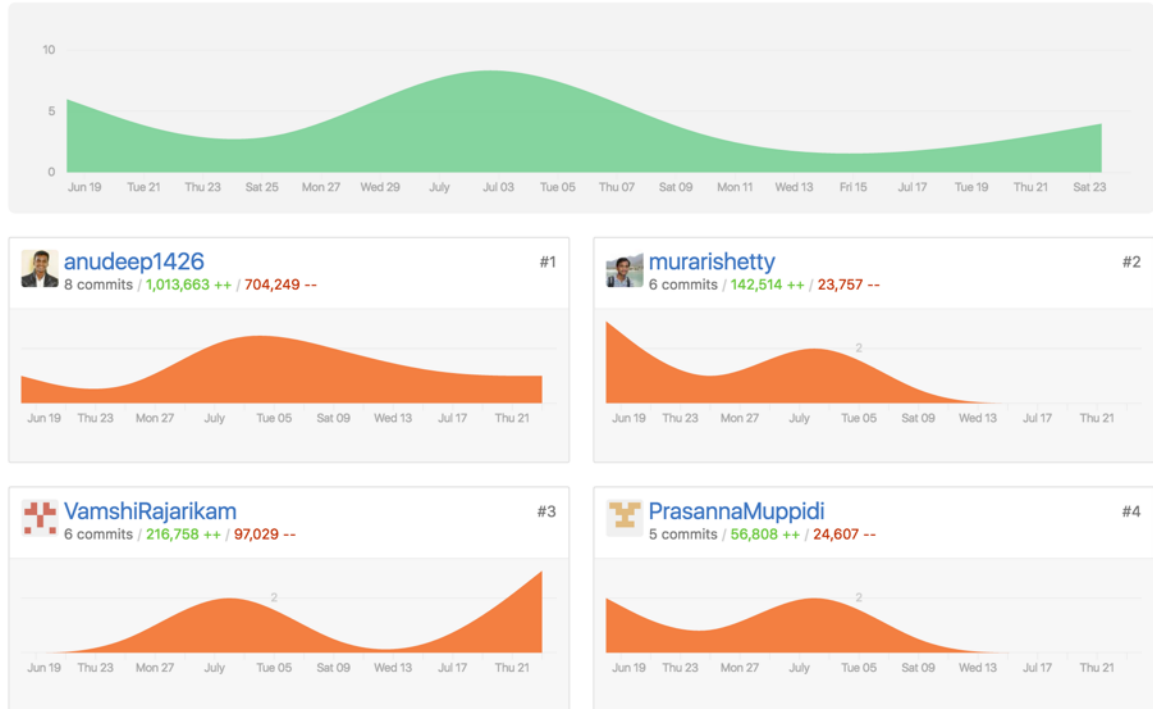 10
5
0
Jun 19 Tue 21 Thu 23 Sat 25 Mon 27 Wed 29 July Jul 03 Tue 05 Thu 07 Sat 09 Mon 11 Wed 13 Fri 15 Jul 17 Tue 19 Thu 21 Sat 23
anudeep1426 #1
8 commits / 1,013,663 ++ / 704,249 --
Jun 19 Thu 23 Mon 27 July Tue 05 Sat 09 Wed 13 Jul 17 Thu 21
murarishetty #2
6 commits / 142,514 ++ / 23,757 --
2
Jun 19 Thu 23 Mon 27 July Tue 05 Sat 09 Wed 13 Jul 17 Thu 21
VamshiRajarikam #3
6 commits / 216,758 ++ / 97,029 --
2
Jun 19 Thu 23 Mon 27 July Tue 05 Sat 09 Wed 13 Jul 17 Thu 21
PrasannaMuppidi #4
5 commits / 56,808 ++ / 24,607 --
2
Jun 19 Thu 23 Mon 27 July Tue 05 Sat 09 Wed 13 Jul 17 Thu 21